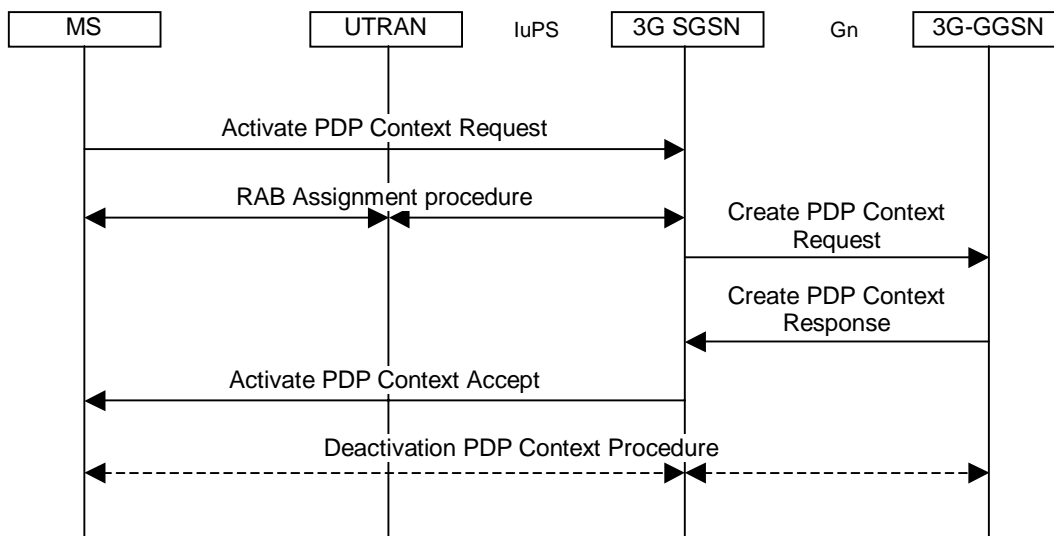 MS
UTRAN
IuPS
3G SGSN
Gn
3G-GGSN
Activate PDP Context Request
RAB Assignment procedure
Create PDP Context
Request
Create PDP Context
Response
Activate PDP Context Accept
Deactivation PDP Context Procedure